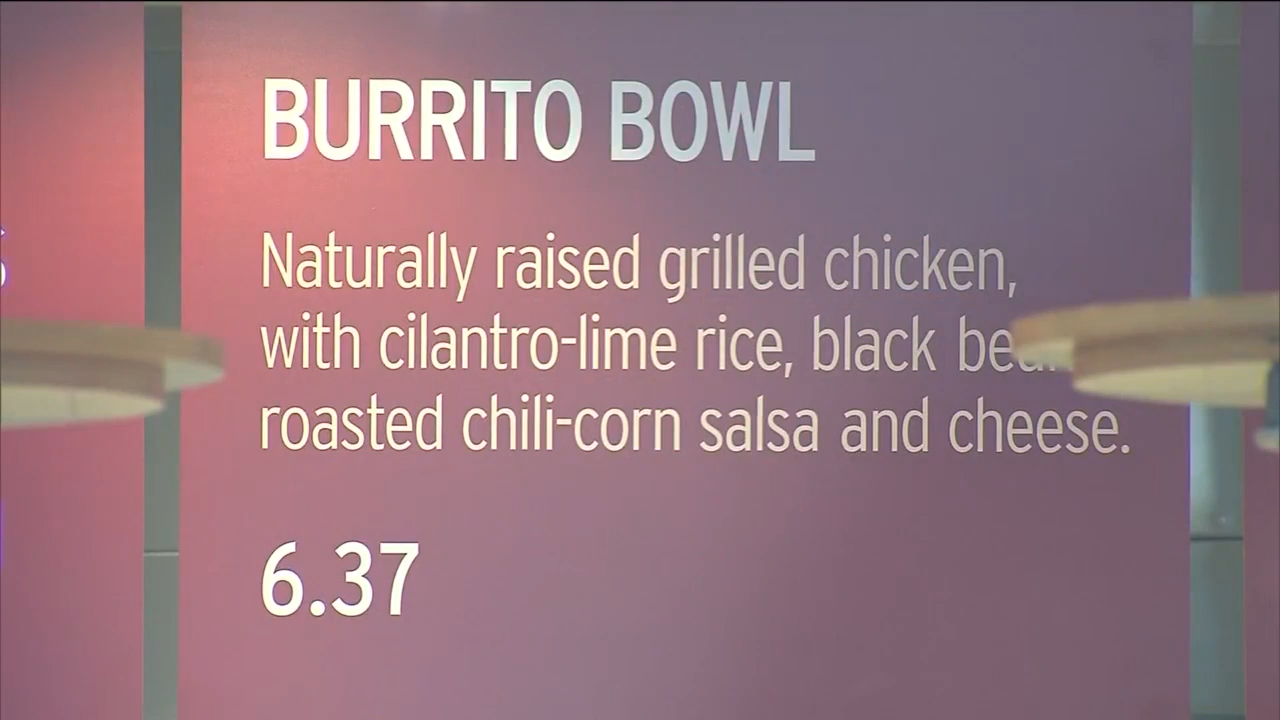 BURRITO BOWL
Naturally raised grilled chicken,
with cilantro-lime rice, black
roasted chili-corn salsa and cheese.
6.37